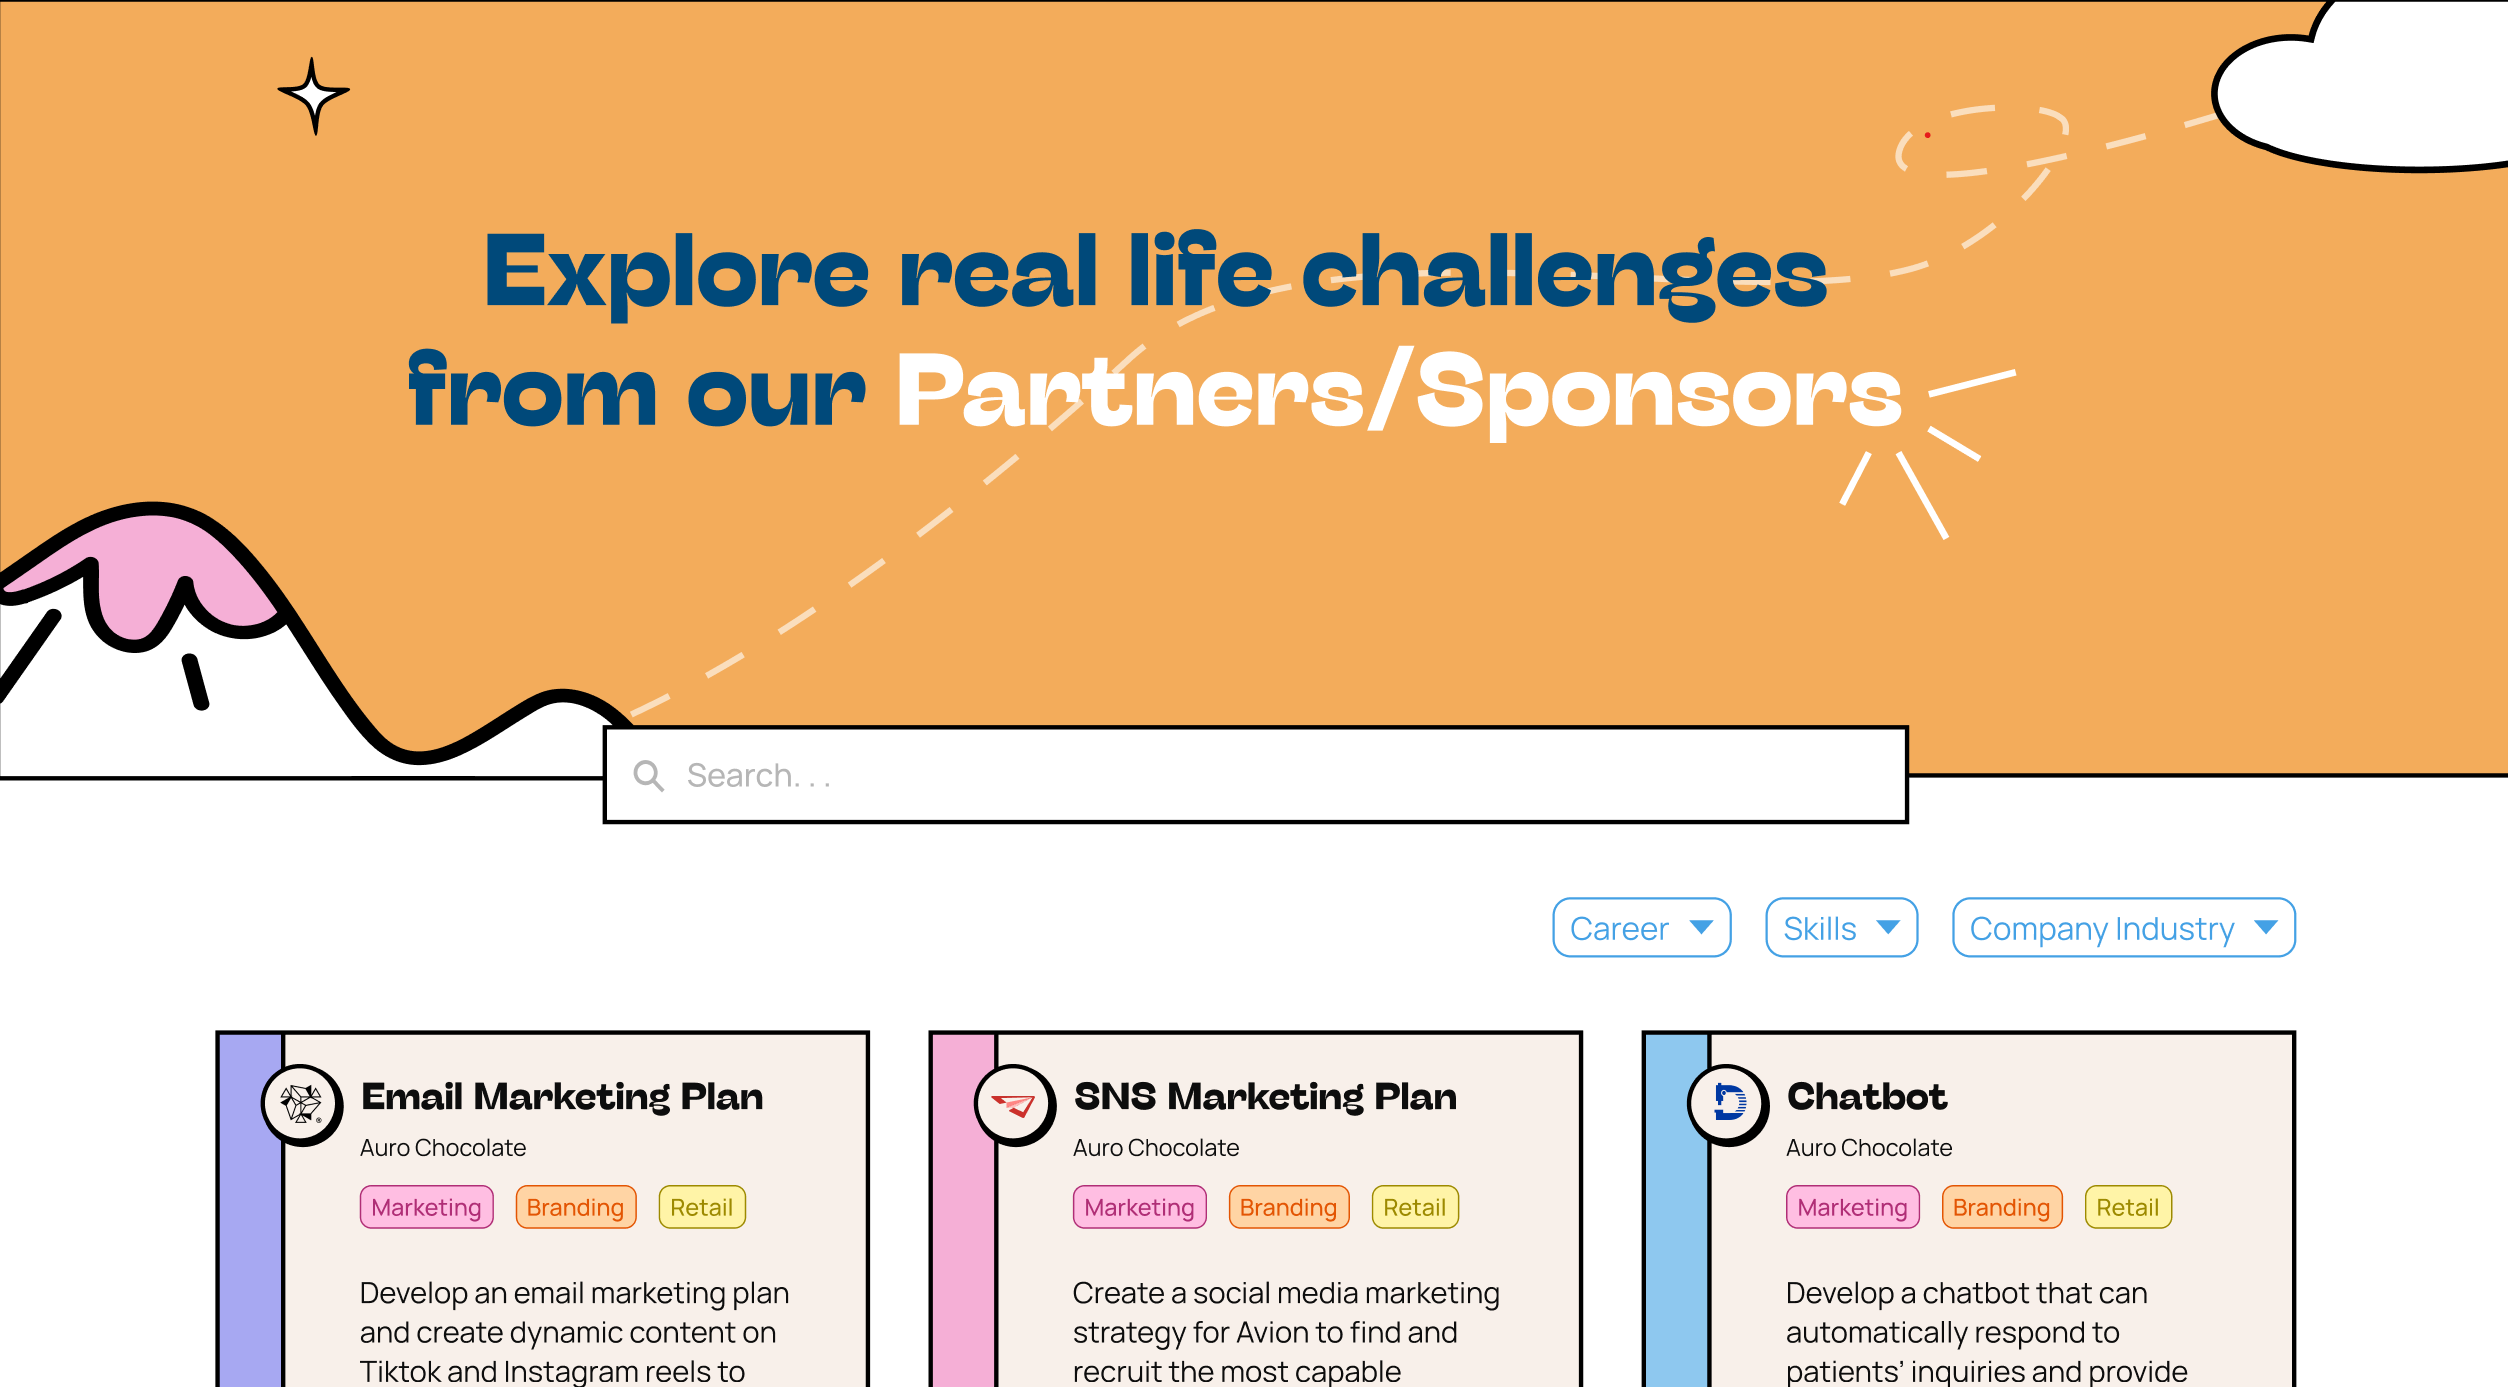 Explore real life challenges
from our Partners/Sponsors
Search. . .
Career
Skills
Company Industry
Email Marketing Plan
Auro Chocolate
Marketing
Branding
Retail
Develop an email marketing plan
and create dynamic content on
Tiktok and Instagram reels to
SNS Marketing Plan
Auro Chocolate
Marketing
Branding
Retail
Create a social media marketing
strategy for Avion to find and
recruit the most capable
Chatbot
Auro Chocolate
Marketing
Branding
Retail
Develop a chatbot that can
automatically respond to
patients’ inquiries and provide